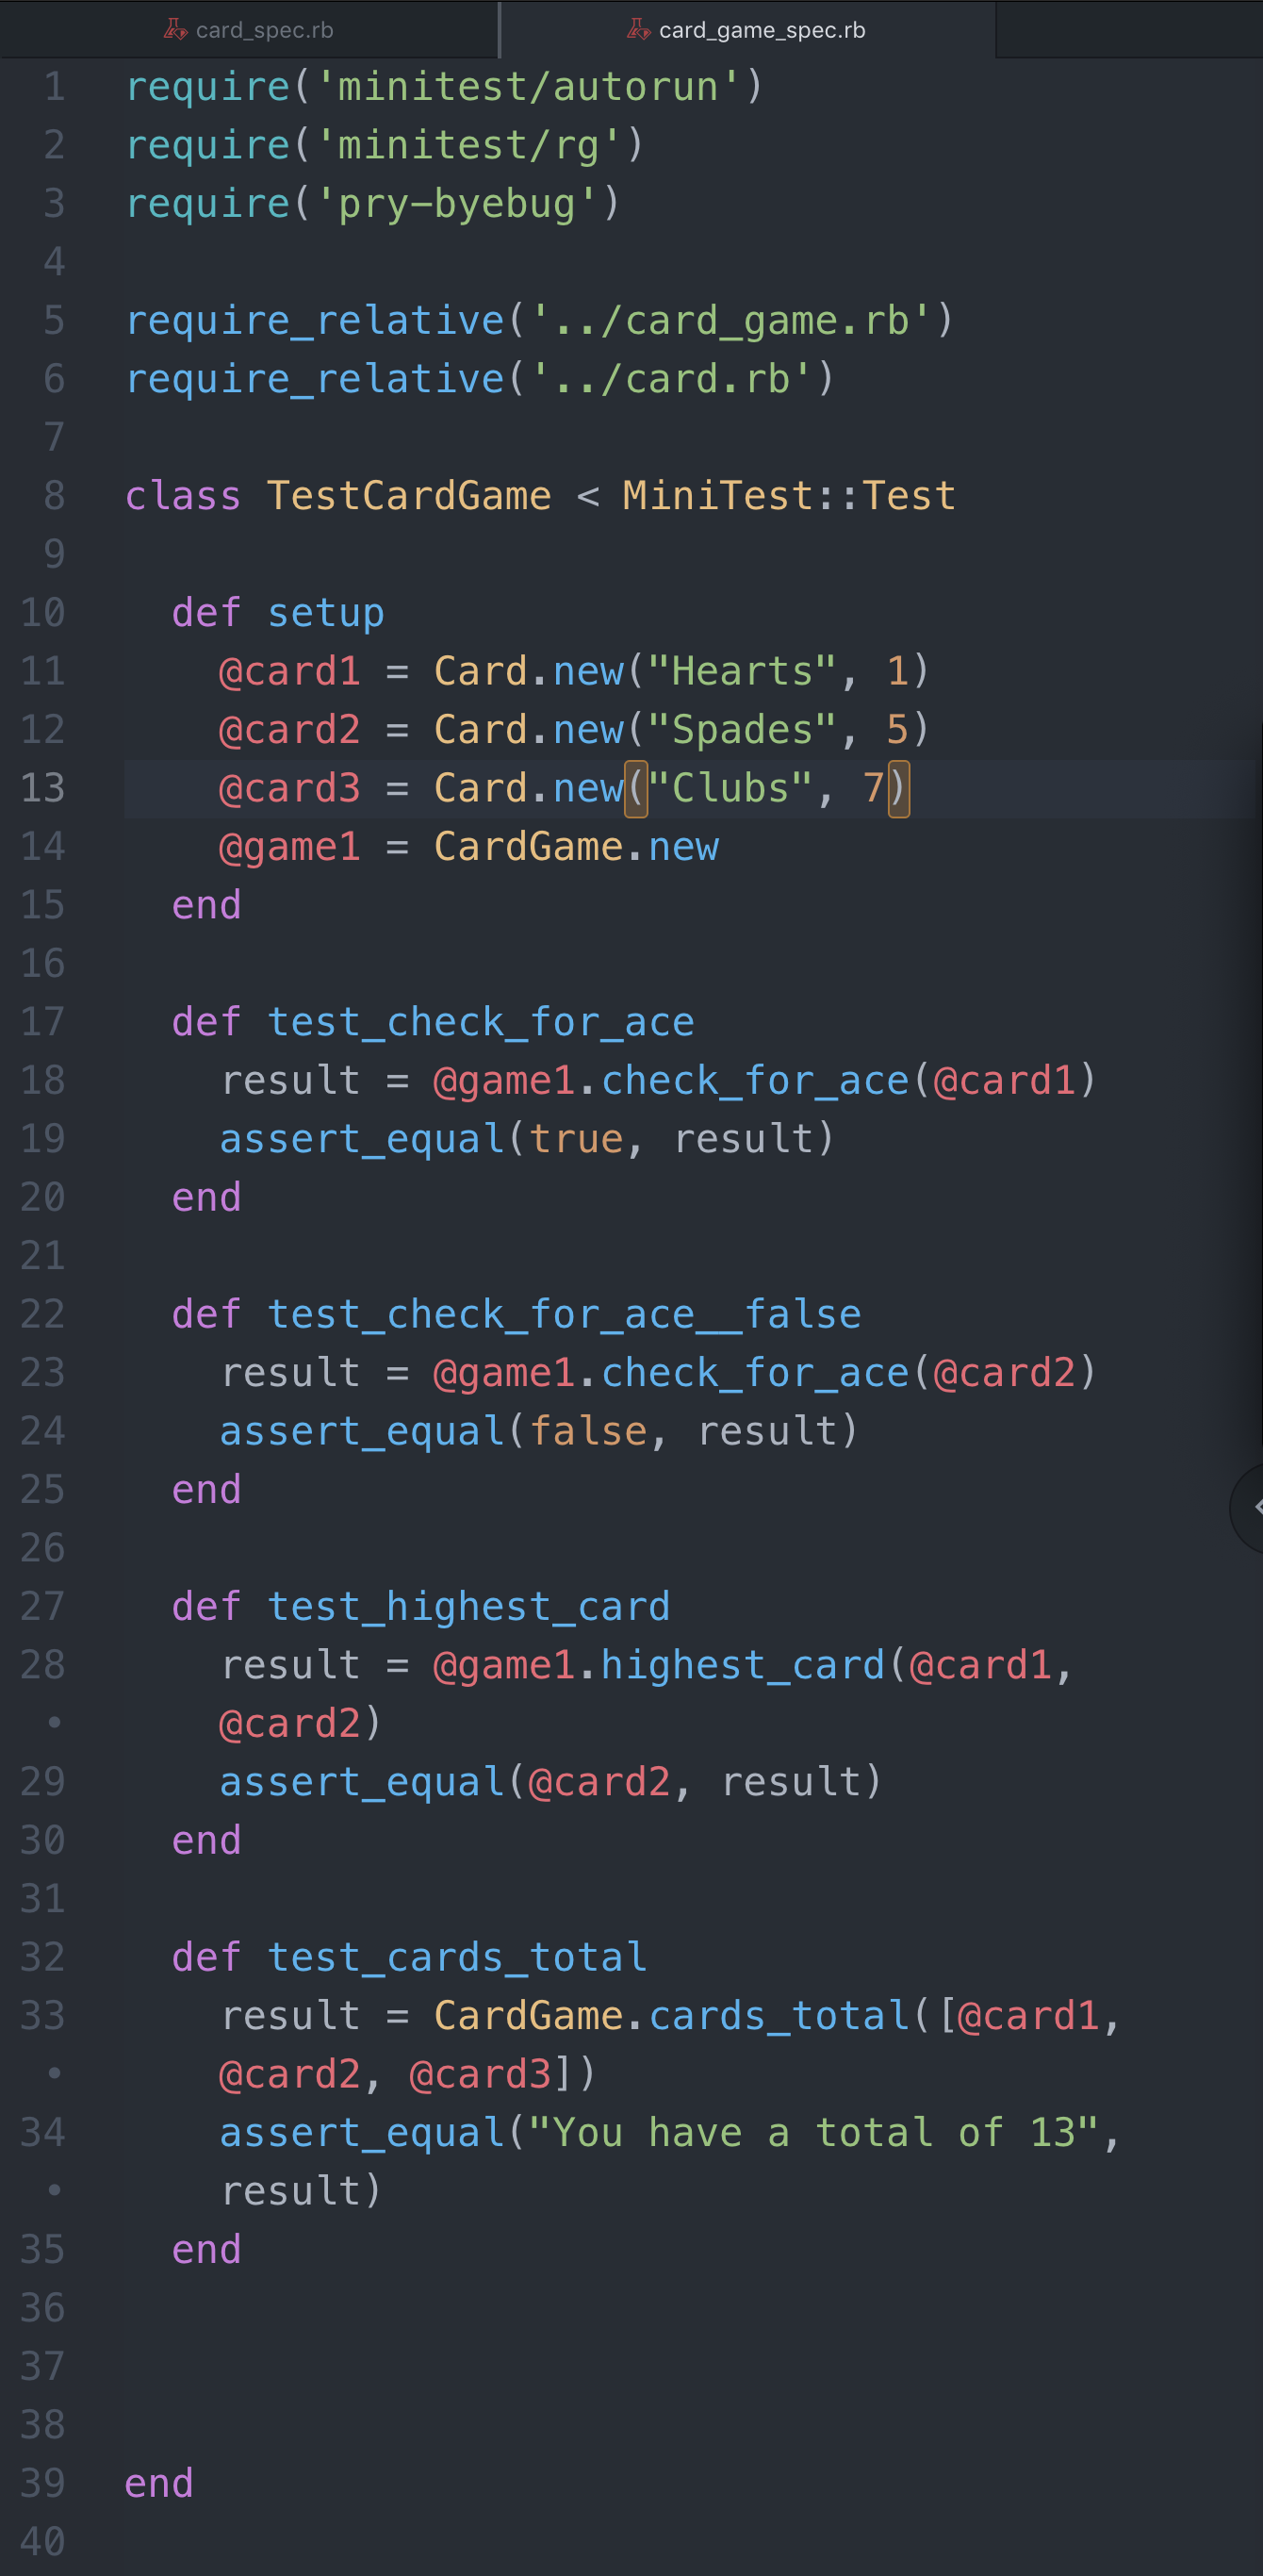 card_spec.rb
card_game_spec.rb
1 require('minitest/autorun')
2 require('minitest/rg')
3 require('pry-byebug')
4
5 require_relative('../card_game.rb')
6 require_relative('../card.rb')
7
8 class TestCardGame < MiniTest::Test
9
10   def setup
11     @card1 = Card.new("Hearts", 1)
12     @card2 = Card.new("Spades", 5)
13     @card3 = Card.new("Clubs", 7)
14     @game1 = CardGame.new
15   end
16
17   def test_check_for_ace
18     result = @game1.check_for_ace(@card1)
19     assert_equal(true, result)
20   end
21
22   def test_check_for_ace__false
23     result = @game1.check_for_ace(@card2)
24     assert_equal(false, result)
25   end
26
27   def test_highest_card
28     result = @game1.highest_card(@card1,
•     @card2)
29     assert_equal(@card2, result)
30   end
31
32   def test_cards_total
33     result = CardGame.cards_total([@card1,
•     @card2, @card3])
34     assert_equal("You have a total of 13",
•     result)
35   end
36
37
38
39 end
40